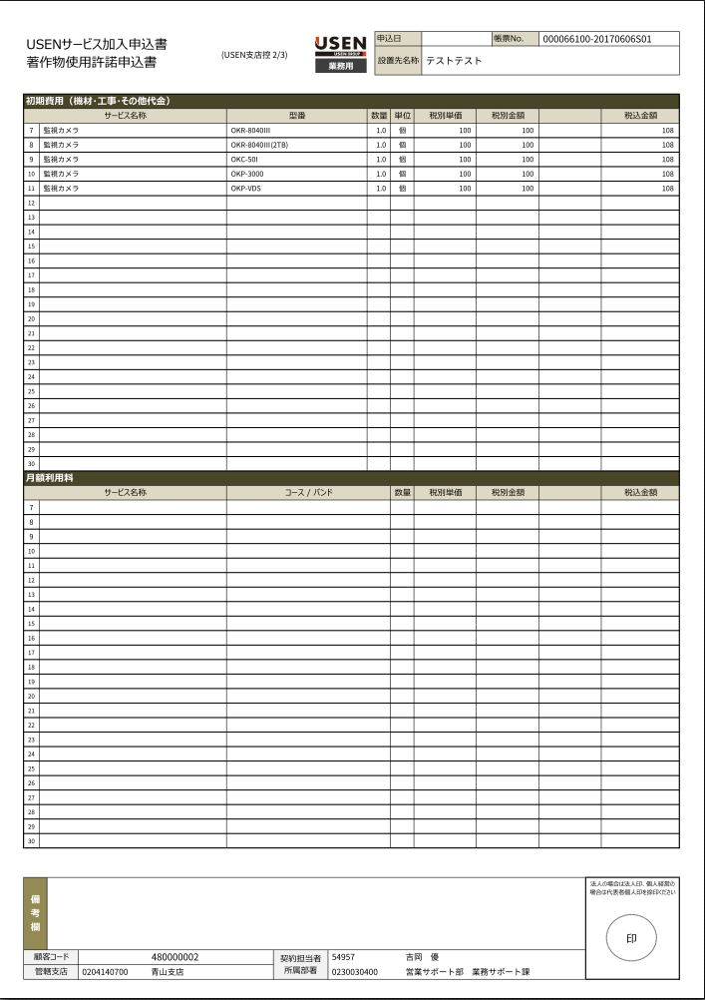 USENサービス加入申込書
著作物使用許諾申込書
(USEN支店控 2/3)
USEN
USEN GROUP
業務用
申込日 帳票No. 000066100-20170606S01
設置先名称 テストテスト
初期費用（機材・工事・その他代金）
サービス名称 型番 数量 単位 税別単価 税別金額 税込金額
7 監視カメラ OKR-8040III 1.0 個 100 100 108
8 監視カメラ OKR-8040III(2TB) 1.0 個 100 100 108
9 監視カメラ OKC-50I 1.0 個 100 100 108
10 監視カメラ OKP-3000 1.0 個 100 100 108
11 監視カメラ OKP-VDS 1.0 個 100 100 108
12
13
14
15
16
17
18
19
20
21
22
23
24
25
26
27
28
29
30
月額利用料
サービス名称 コース / バンド 数量 税別単価 税別金額 税込金額
7
8
9
10
11
12
13
14
15
16
17
18
19
20
21
22
23
24
25
26
27
28
29
30
備考欄
法人の場合は法人印、個人経営の
場合は代表者個人印を捺印ください
印
顧客コード 480000002 契約担当者 54957 吉岡 優
管轄支店 0204140700 青山支店 所属部署 0230030400 営業サポート部 業務サポート課